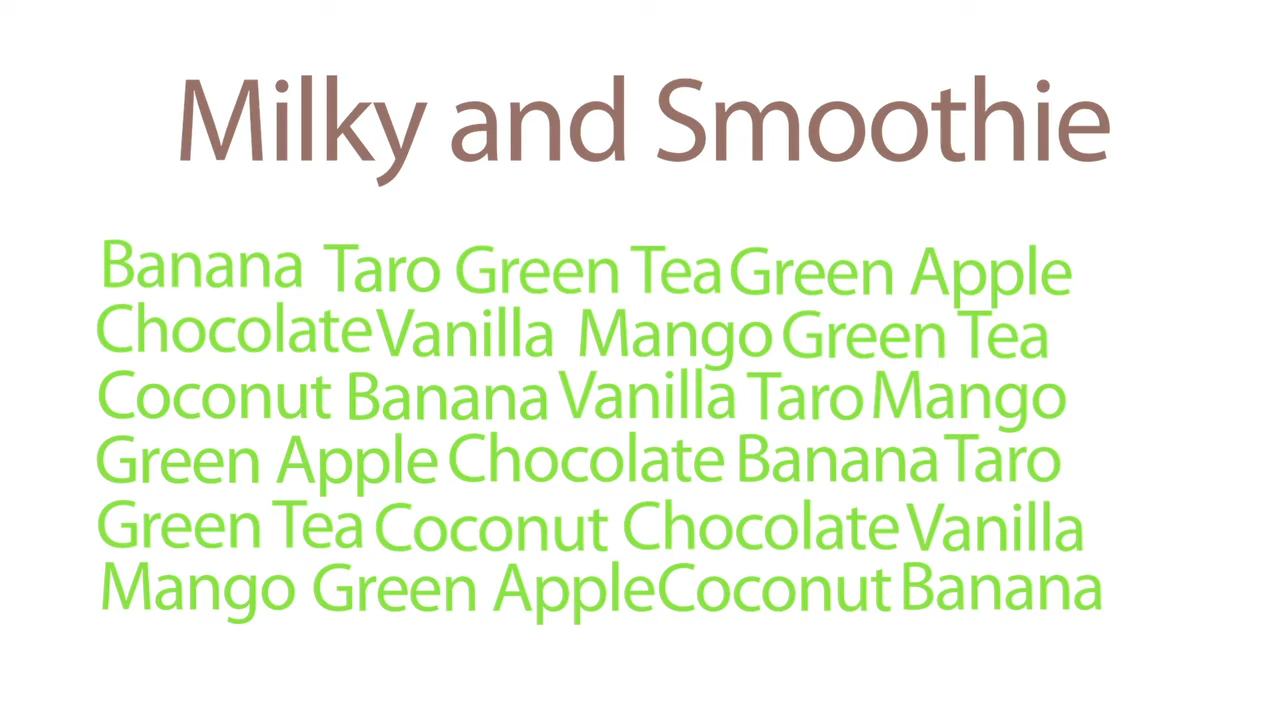 Milky and Smoothie
Banana Taro Green Tea Green Apple
Chocolate Vanilla Mango Green Tea
Coconut Banana Vanilla Taro Mango
Green Apple Chocolate Banana Taro
Green Tea Coconut Chocolate Vanilla
Mango Green Apple Coconut Banana